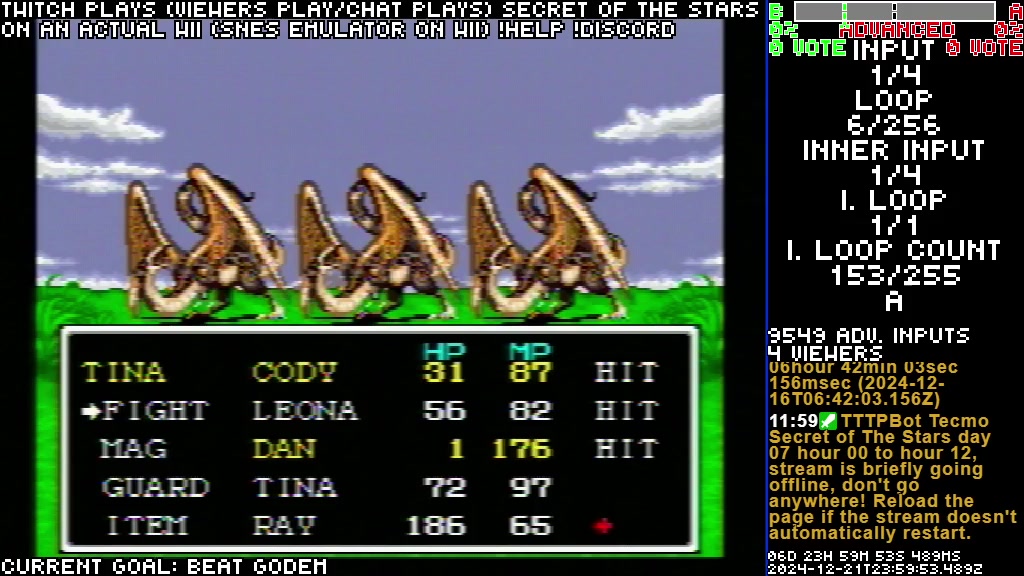 TWITCH PLAYS (VIEWERS PLAY/CHAT PLAYS) SECRET OF THE STARS
ON AN ACTUAL WII (SNES EMULATOR ON WII) !HELP !DISCORD
HP MP
TINA CODY 31 87 HIT
FIGHT LEONA 56 82 HIT
MAG DAN 1 176 HIT
GUARD TINA 72 97
ITEM RAY 186 65
CURRENT GOAL: BEAT GODEM
B A
0% ADVANCED 0%
0 VOTE INPUT 0 VOTE
1/4
LOOP
6/256
INNER INPUT
1/4
I. LOOP
1/1
I. LOOP COUNT
153/255
A
9549 ADV. INPUTS
4 VIEWERS
06hour 42min 03sec
156msec (2024-12-
16T06:42:03.156Z)
11:59 TTTPBot Tecmo
Secret of The Stars day
07 hour 00 to hour 12,
stream is briefly going
offline, don't go
anywhere! Reload the
page if the stream doesn't
automatically restart.
06D 23H 59M 53S 489MS
2024-12-21T23:59:53.489Z